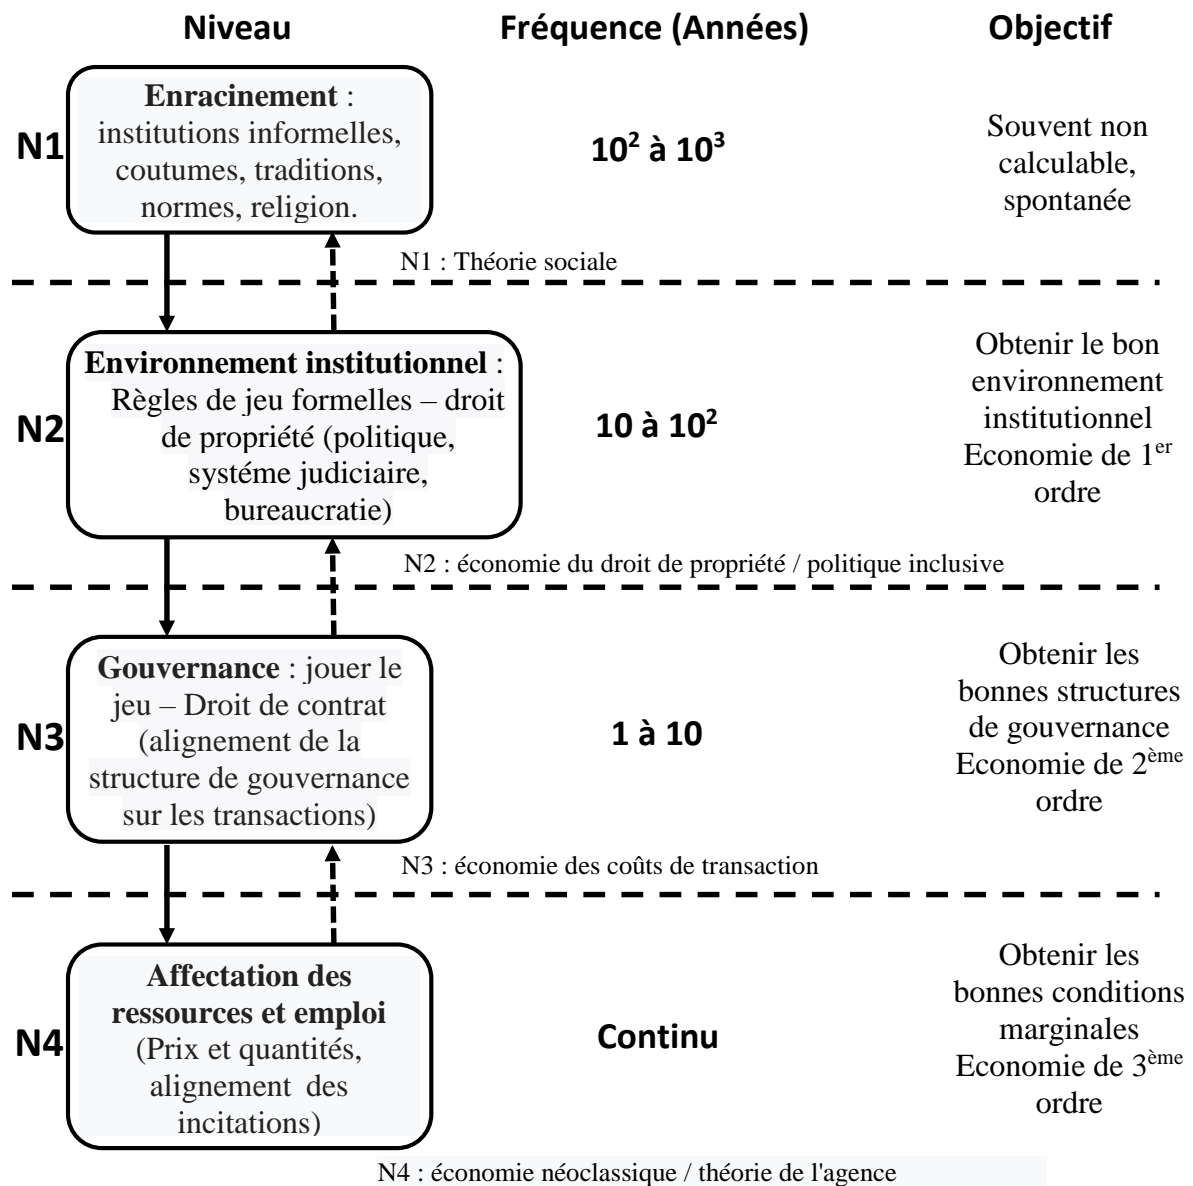 Niveau
Fréquence (Années)
Objectif
N1
Enracinement :
institutions informelles,
coutumes, traditions,
normes, religion.
10² à 10³
Souvent non
calculable,
spontanée
N1 : Théorie sociale
N2
Environnement institutionnel :
Règles de jeu formelles – droit
de propriété (politique,
systéme judiciaire,
bureaucratie)
10 à 10²
Obtenir le bon
environnement
institutionnel
Economie de 1er
ordre
N2 : économie du droit de propriété / politique inclusive
N3
Gouvernance : jouer le
jeu – Droit de contrat
(alignement de la
structure de gouvernance
sur les transactions)
1 à 10
Obtenir les
bonnes structures
de gouvernance
Economie de 2ème
ordre
N3 : économie des coûts de transaction
N4
Affectation des
ressources et emploi
(Prix et quantités,
alignement des
incitations)
Continu
Obtenir les
bonnes conditions
marginales
Economie de 3ème
ordre
N4 : économie néoclassique / théorie de l'agence